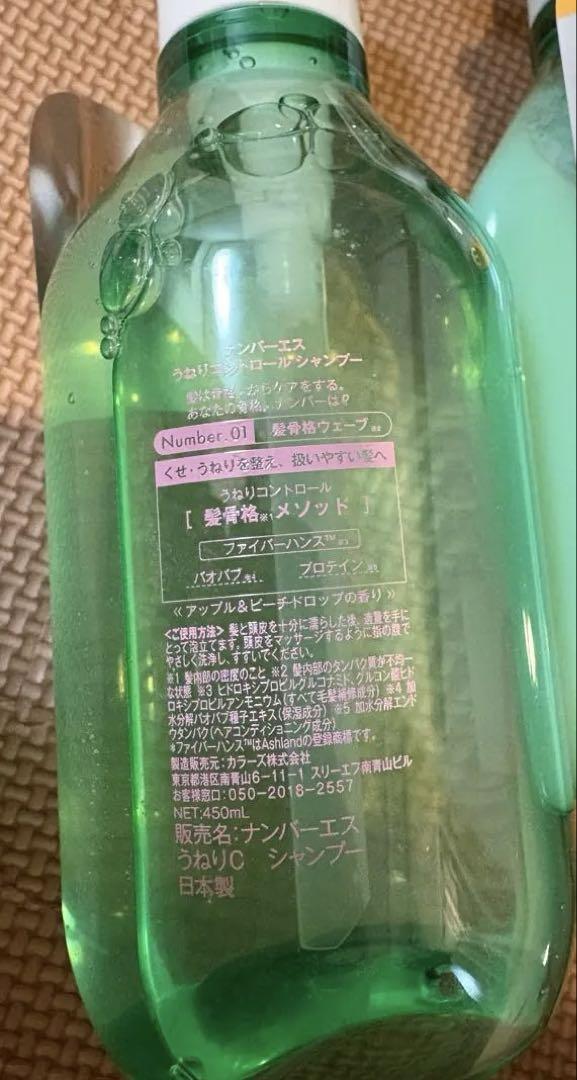 ナンバーエス
うねりコントロールシャンプー
髪は骨格からケアをする。
あなたの骨格、ナンバーは?
Number.01 髪骨格ウェーブ※2
くせ・うねりを整え、扱いやすい髪へ
うねりコントロール
[ 髪骨格※1メソッド ]
ファイバーハンス™※3
バオバブ※4 プロテイン※5
≪アップル&ピーチドロップの香り≫
<ご使用方法> 髪と頭皮を十分に濡らした後、適量を手に
とって泡立てます。頭皮をマッサージするように指の腹で
やさしく洗浄し、すすいでください。
※1 髪内部の密度のこと ※2 髪内部のタンパク質が不均一
な状態 ※3 ヒドロキシプロピルグルコナミド、グルコン酸ヒド
ロキシプロピルアンモニウム(すべて毛髪補修成分) ※4 加
水分解バオバブ種子エキス(保湿成分) ※5 加水分解エンド
ウタンパク(ヘアコンディショニング成分)
*ファイバーハンス™はAshlandの登録商標です。
製造販売元:カラーズ株式会社
東京都港区南青山6-11-1 スリーエフ南青山ビル
お客様窓口:050-2018-2557
NET:450mL
販売名:ナンバーエス
うねりC シャンプー
日本製